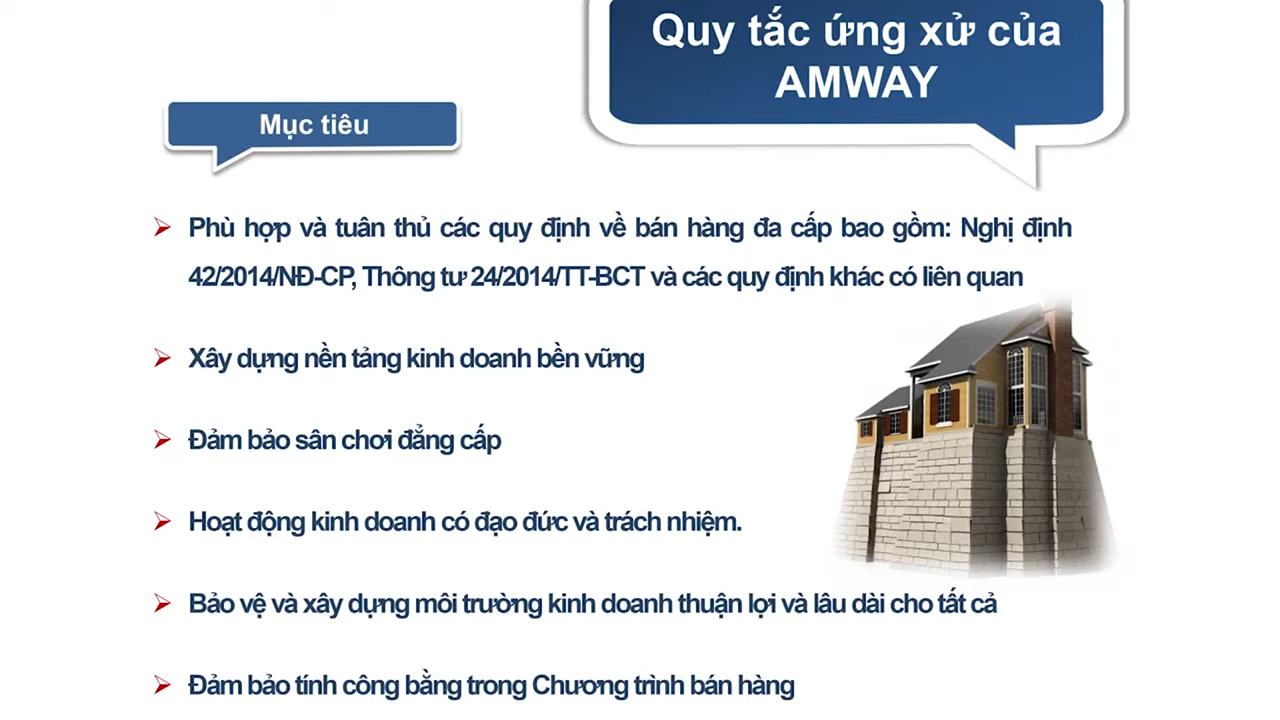 Quy tắc ứng xử của
AMWAY
Mục tiêu
Phù hợp và tuân thủ các quy định về bán hàng đa cấp bao gồm: Nghị định
42/2014/NĐ-CP, Thông tư 24/2014/TT-BCT và các quy định khác có liên quan
Xây dựng nền tảng kinh doanh bền vững
Đảm bảo sân chơi đẳng cấp
Hoạt động kinh doanh có đạo đức và trách nhiệm.
Bảo vệ và xây dựng môi trường kinh doanh thuận lợi và lâu dài cho tất cả
Đảm bảo tính công bằng trong Chương trình bán hàng